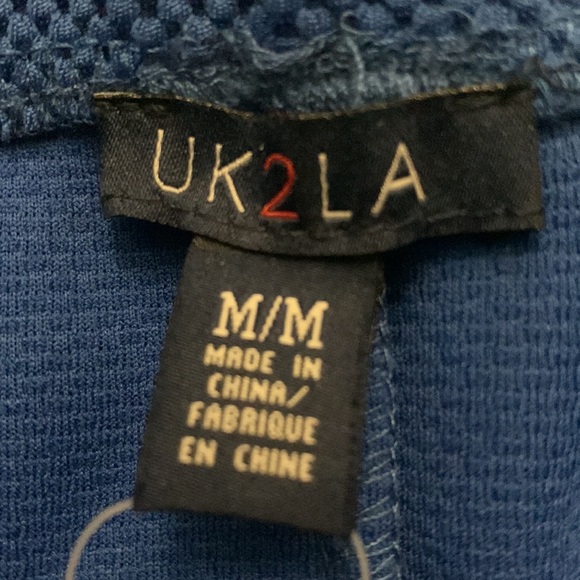 UK2LA
M/M
MADE IN
CHINA/
FABRIQUE
EN CHINE